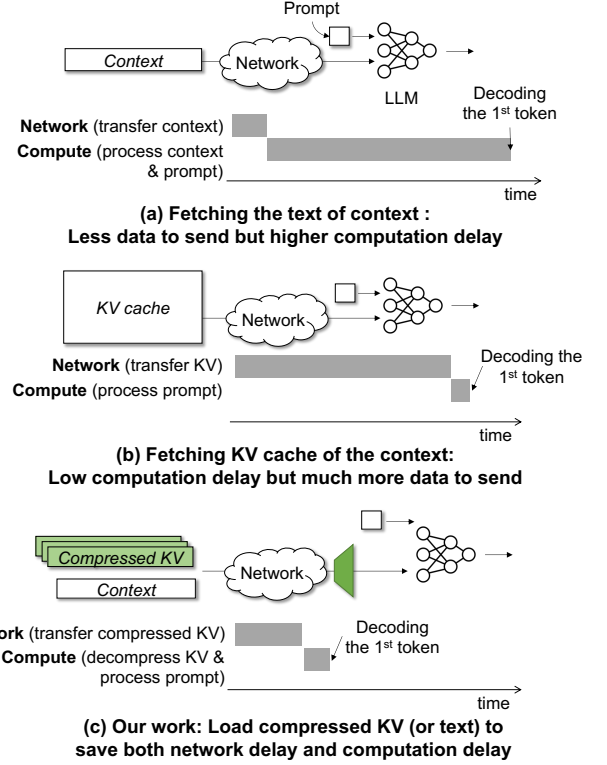 Prompt
Context
Network
LLM
Decoding
the 1st token
Network (transfer context)
Compute (process context
& prompt)
time
(a) Fetching the text of context :
Less data to send but higher computation delay
KV cache
Network
Network (transfer KV)
Decoding the
1st token
Compute (process prompt)
time
(b) Fetching KV cache of the context:
Low computation delay but much more data to send
Compressed KV
Network
Context
ork (transfer compressed KV)
Decoding
the 1st token
Compute (decompress KV &
process prompt)
time
(c) Our work: Load compressed KV (or text) to
save both network delay and computation delay